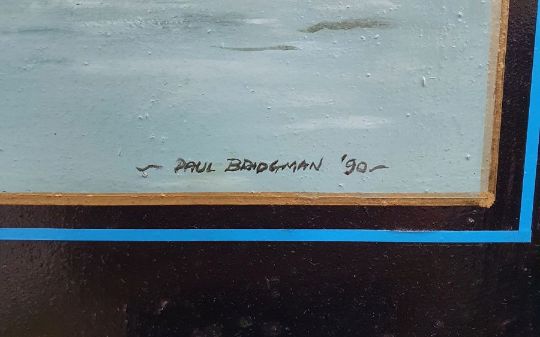 ~ PAUL BRIDGMAN '90 ~